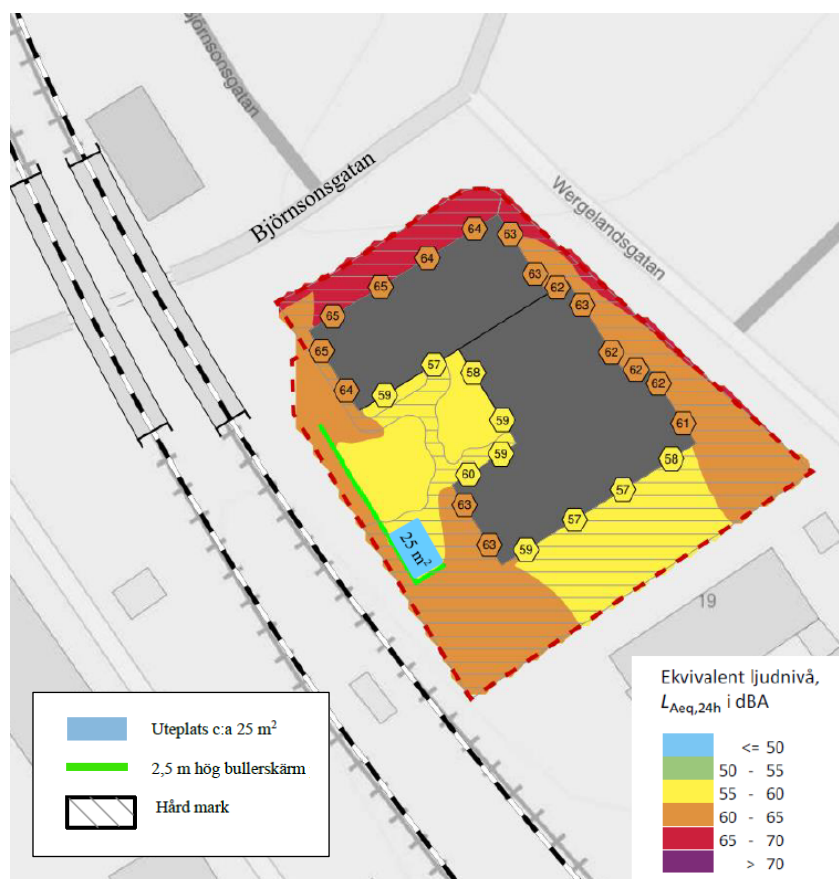 Björnsonsgatan
Björnsonsgatan
Wergelandsgatan
64
63
64
65
63
62
63
65
65
62
62
62
64
57
58
59
59
61
59
60
58
63
57
57
63
59
25 m²
19
Ekvivalent ljudnivå,
LAeq,24h i dBA
<= 50
50 - 55
55 - 60
60 - 65
65 - 70
> 70
Uteplats c:a 25 m²
2,5 m hög bullerskärm
Hård mark